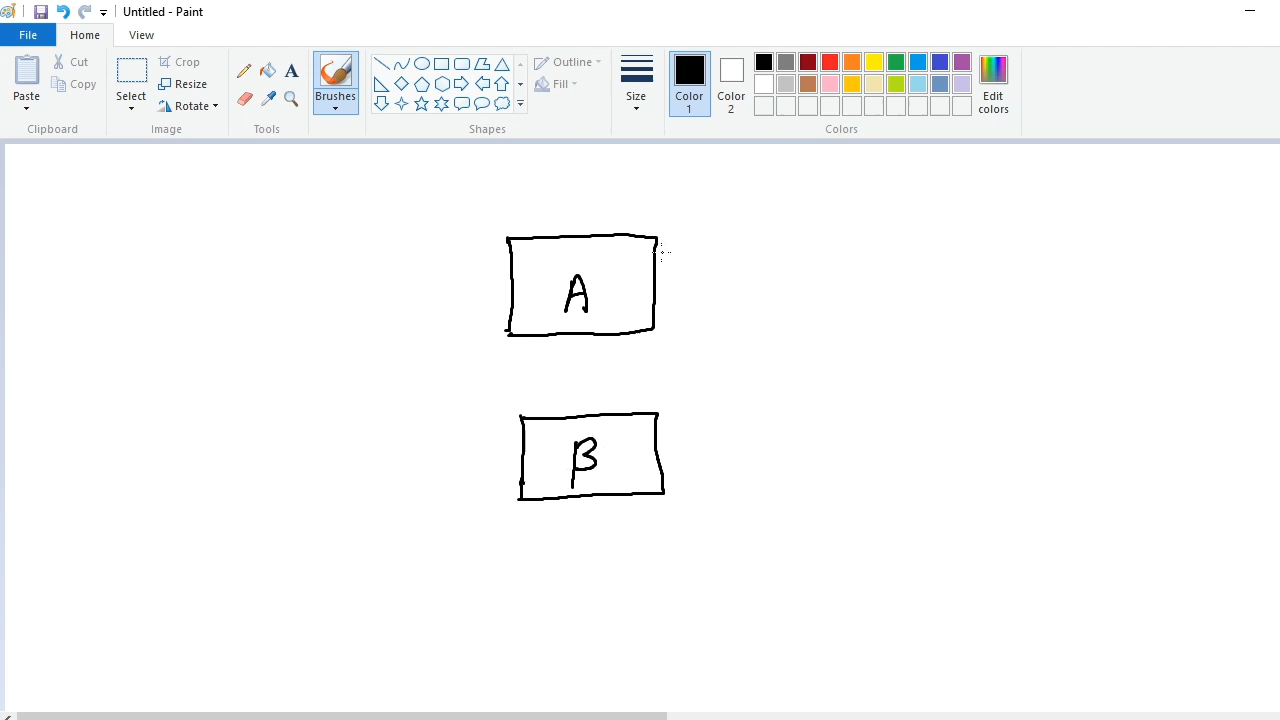 Untitled - Paint
File Home View
Paste
Cut
Copy
Clipboard
Select
Crop
Resize
Rotate
Image
A
Tools
Brushes
Shapes
Outline
Fill
Size
Color 1
Color 2
Edit colors
Colors
A
B